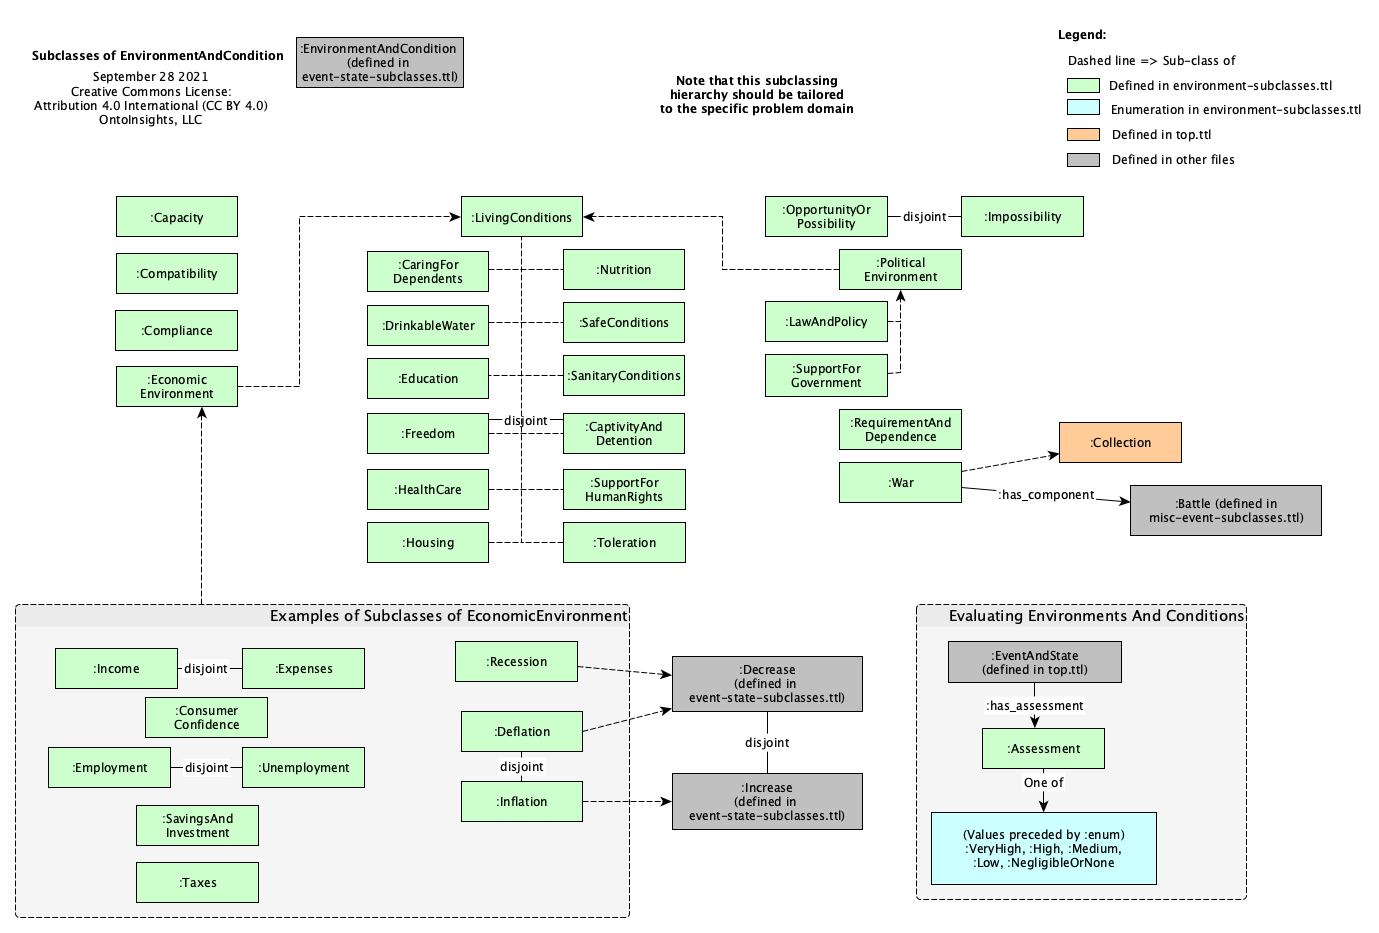 Subclasses of EnvironmentAndCondition
September 28 2021
Creative Commons License:
Attribution 4.0 International (CC BY 4.0)
OntoInsights, LLC
:EnvironmentAndCondition
(defined in
event-state-subclasses.ttl)
Note that this subclassing
hierarchy should be tailored
to the specific problem domain
Legend:
Dashed line => Sub-class of
Defined in environment-subclasses.ttl
Enumeration in environment-subclasses.ttl
Defined in top.ttl
Defined in other files
:Capacity
:Compatibility
:Compliance
:Economic
Environment
:LivingConditions
:CaringFor
Dependents
:Nutrition
:DrinkableWater
:SafeConditions
:Education
:SanitaryConditions
:Freedom
disjoint
:CaptivityAnd
Detention
:HealthCare
:SupportFor
HumanRights
:Housing
:Toleration
:OpportunityOr
Possibility
disjoint
:Impossibility
:Political
Environment
:LawAndPolicy
:SupportFor
Government
:RequirementAnd
Dependence
:War
:Collection
:has_component
:Battle (defined in
misc-event-subclasses.ttl)
Examples of Subclasses of EconomicEnvironment
:Income
disjoint
:Expenses
:Consumer
Confidence
:Employment
disjoint
:Unemployment
:SavingsAnd
Investment
:Taxes
:Recession
:Deflation
disjoint
:Inflation
:Decrease
(defined in
event-state-subclasses.ttl)
disjoint
:Increase
(defined in
event-state-subclasses.ttl)
Evaluating Environments And Conditions
:EventAndState
(defined in top.ttl)
:has_assessment
:Assessment
One of
(Values preceded by :enum)
:VeryHigh, :High, :Medium,
:Low, :NegligibleOrNone